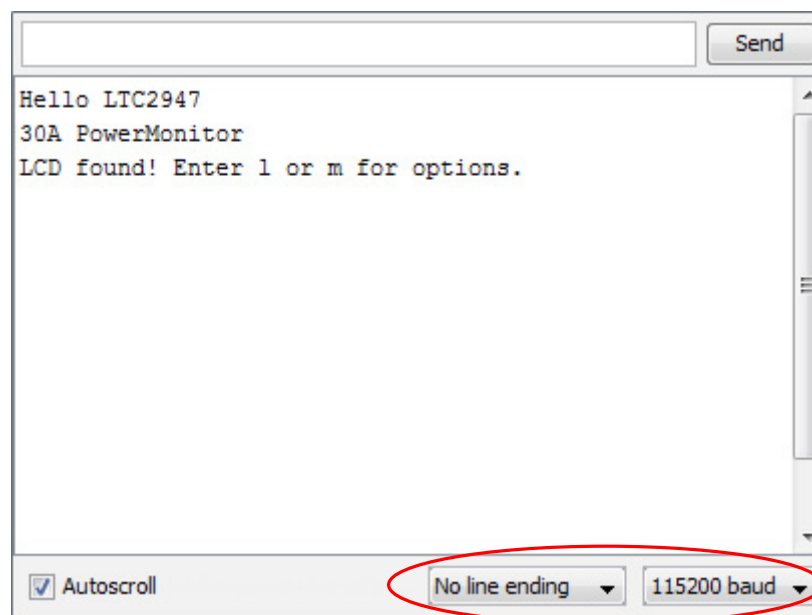 Send
Hello LTC2947
30A PowerMonitor
LCD found! Enter l or m for options.
Autoscroll
No line ending
115200 baud